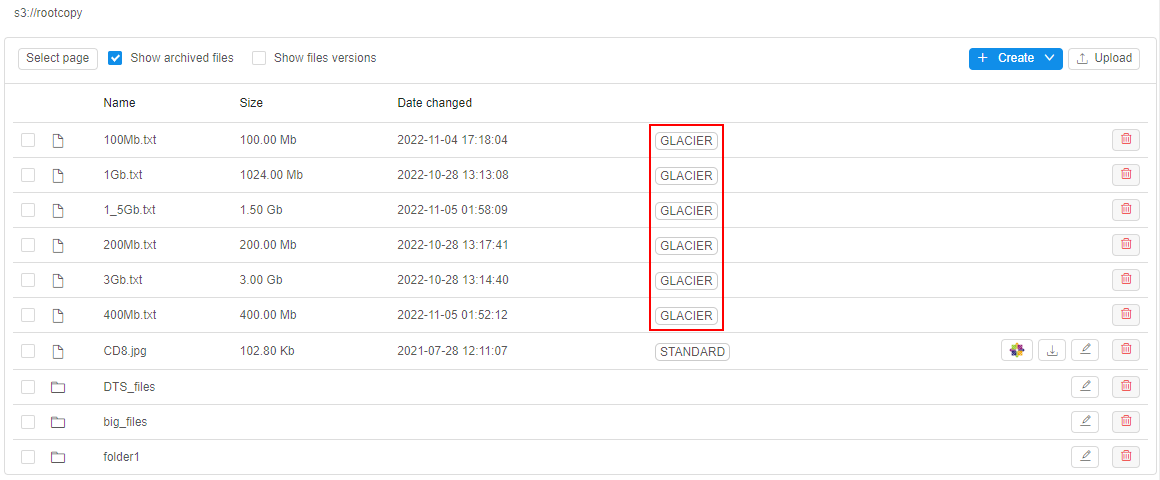 s3://rootcopy
Select page Show archived files Show files versions Create Upload
Name Size Date changed
100Mb.txt 100.00 Mb 2022-11-04 17:18:04 GLACIER
1Gb.txt 1024.00 Mb 2022-10-28 13:13:08 GLACIER
1_5Gb.txt 1.50 Gb 2022-11-05 01:58:09 GLACIER
200Mb.txt 200.00 Mb 2022-10-28 13:17:41 GLACIER
3Gb.txt 3.00 Gb 2022-10-28 13:14:40 GLACIER
400Mb.txt 400.00 Mb 2022-11-05 01:52:12 GLACIER
CD8.jpg 102.80 Kb 2021-07-28 12:11:07 STANDARD
DTS_files
big_files
folder1